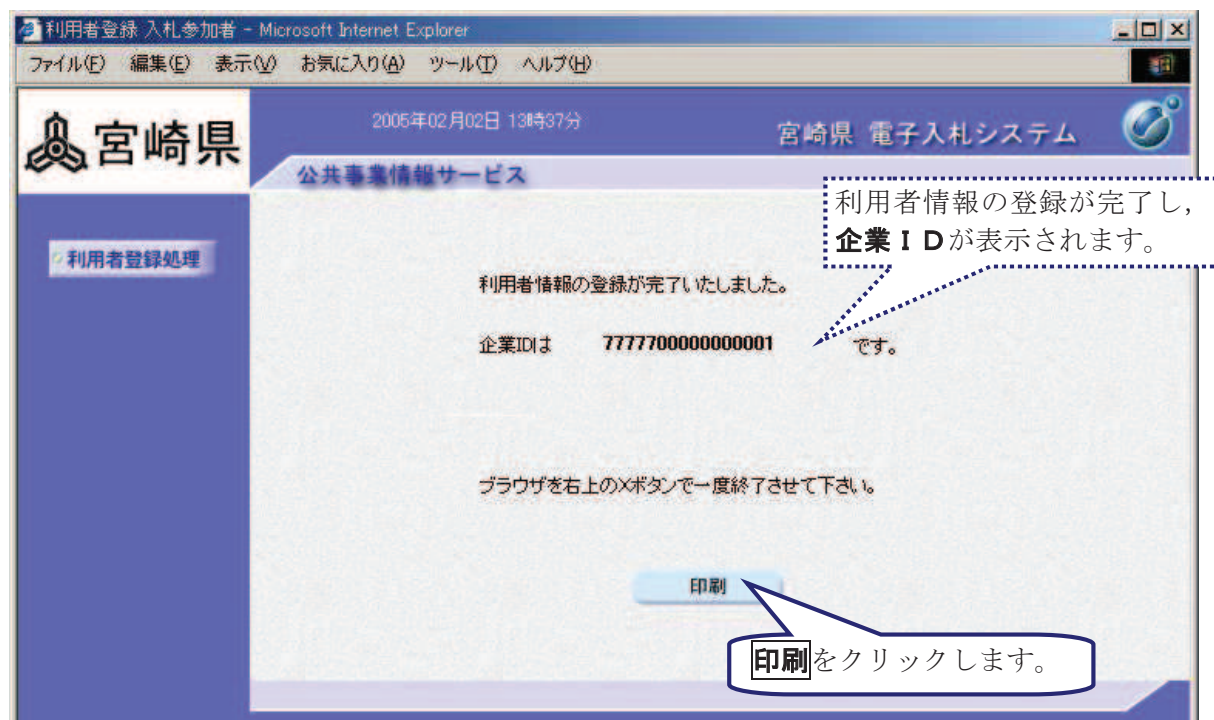 利用者登録 入札参加者 - Microsoft Internet Explorer
ファイル(F) 編集(E) 表示(V) お気に入り(A) ツール(T) ヘルプ(H)
宮崎県
2005年02月02日 13時37分
宮崎県 電子入札システム
公共事業情報サービス
利用者情報の登録が完了し,
企業ＩＤが表示されます。
利用者登録処理
利用者情報の登録が完了いたしました。
企業IDは 7777700000000001 です。
ブラウザを右上の×ボタンで一度終了させて下さい。
印刷
印刷をクリックします。